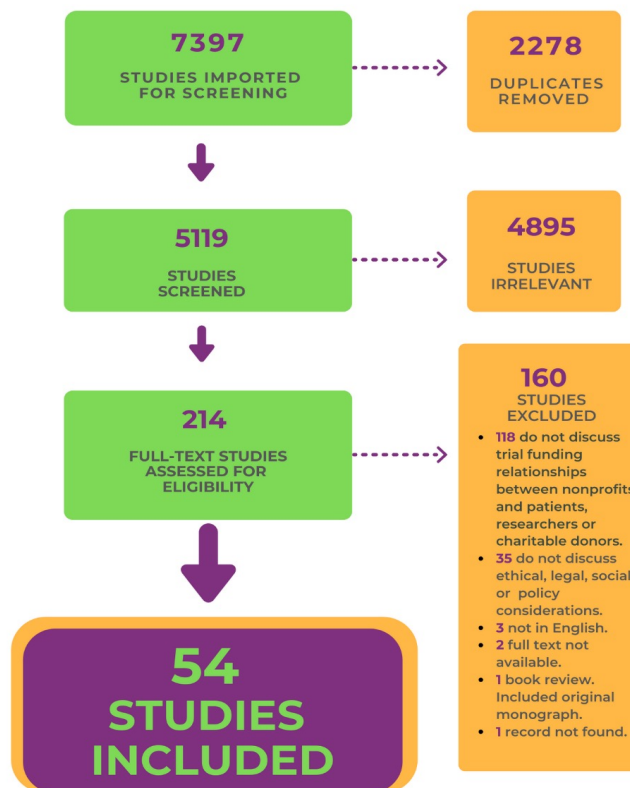 7397
STUDIES IMPORTED
FOR SCREENING
2278
DUPLICATES
REMOVED
5119
STUDIES
SCREENED
4895
STUDIES
IRRELEVANT
214
FULL-TEXT STUDIES
ASSESSED FOR
ELIGIBILITY
160
STUDIES
EXCLUDED
• 118 do not discuss
trial funding
relationships
between nonprofits
and patients,
researchers or
charitable donors.
• 35 do not discuss
ethical, legal, social
or policy
considerations.
• 3 not in English.
• 2 full text not
available.
• 1 book review.
Included original
monograph.
• 1 record not found.
54
STUDIES
INCLUDED